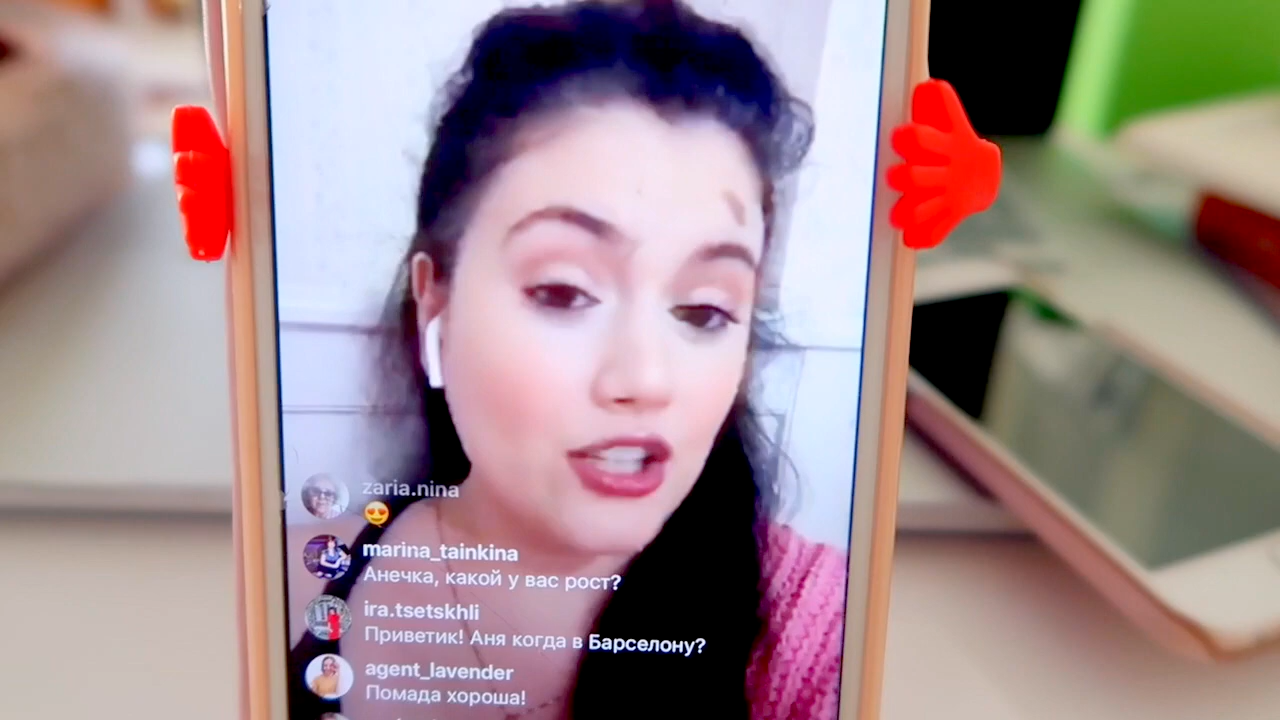 zaria.nina
😍
marina_tainkina
Анечка, какой у вас рост?
ira.tsetskhli
Приветик! Аня когда в Барселону?
agent_lavender
Помада хороша!